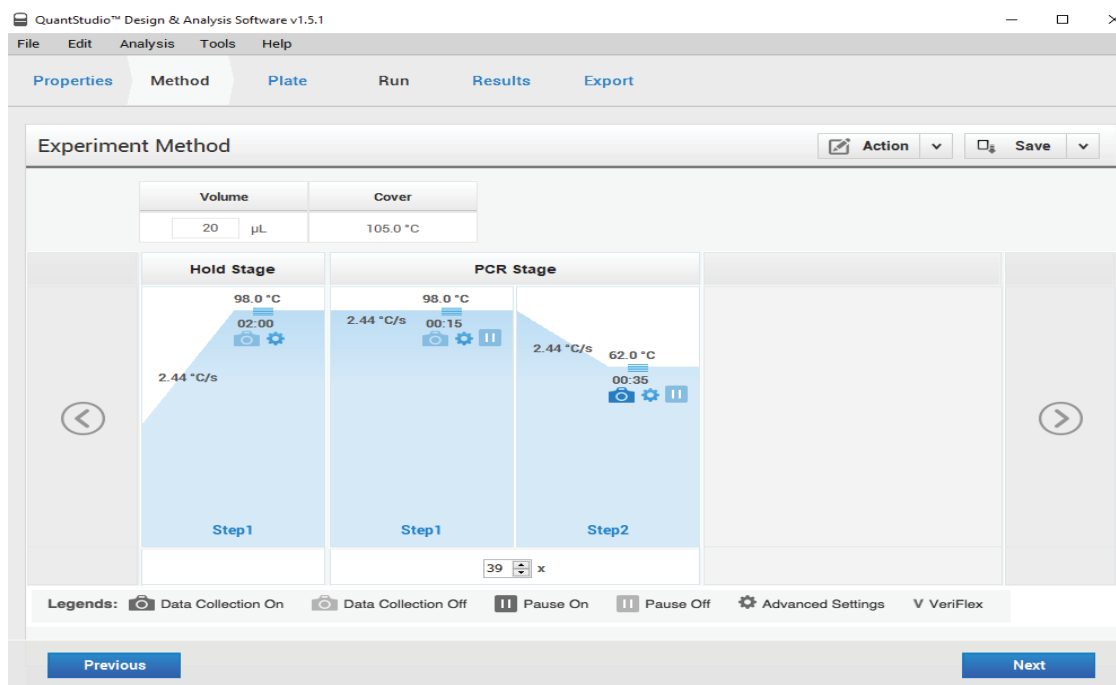 QuantStudio™ Design & Analysis Software v1.5.1
File Edit Analysis Tools Help
Properties Method Plate Run Results Export
Experiment Method
Action Save
Volume Cover
20 µL 105.0 °C
Hold Stage PCR Stage
98.0 °C
02:00
2.44 °C/s
Step1
98.0 °C
2.44 °C/s 00:15
Step1
2.44 °C/s
62.0 °C
00:35
Step2
39 x
Legends: Data Collection On Data Collection Off Pause On Pause Off Advanced Settings V VeriFlex
Previous Next